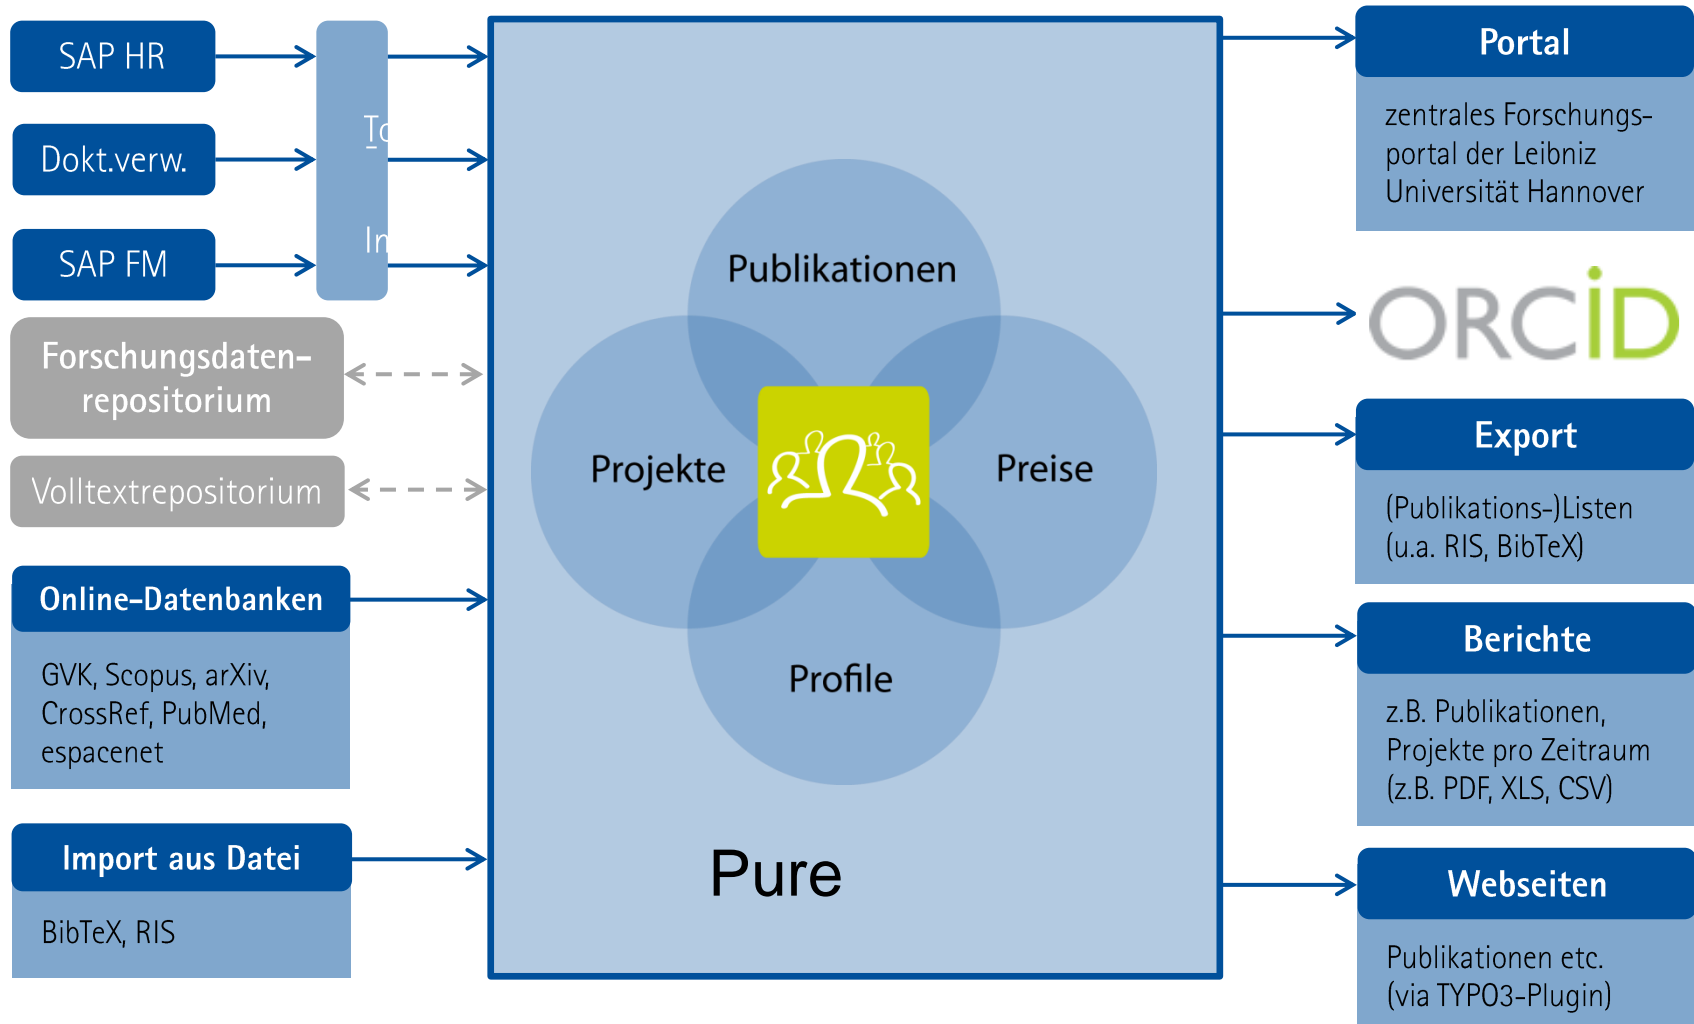 SAP HR
Dokt.verw.
SAP FM
Forschungsdaten-
repositorium
Volltextrepositorium
Online-Datenbanken
GVK, Scopus, arXiv,
CrossRef, PubMed,
espacenet
Import aus Datei
BibTeX, RIS
Publikationen
Projekte
Preise
Profile
Pure
Portal
zentrales Forschungs-
portal der Leibniz
Universität Hannover
ORCiD
Export
(Publikations-)Listen
(u.a. RIS, BibTeX)
Berichte
z.B. Publikationen,
Projekte pro Zeitraum
(z.B. PDF, XLS, CSV)
Webseiten
Publikationen etc.
(via TYPO3-Plugin)